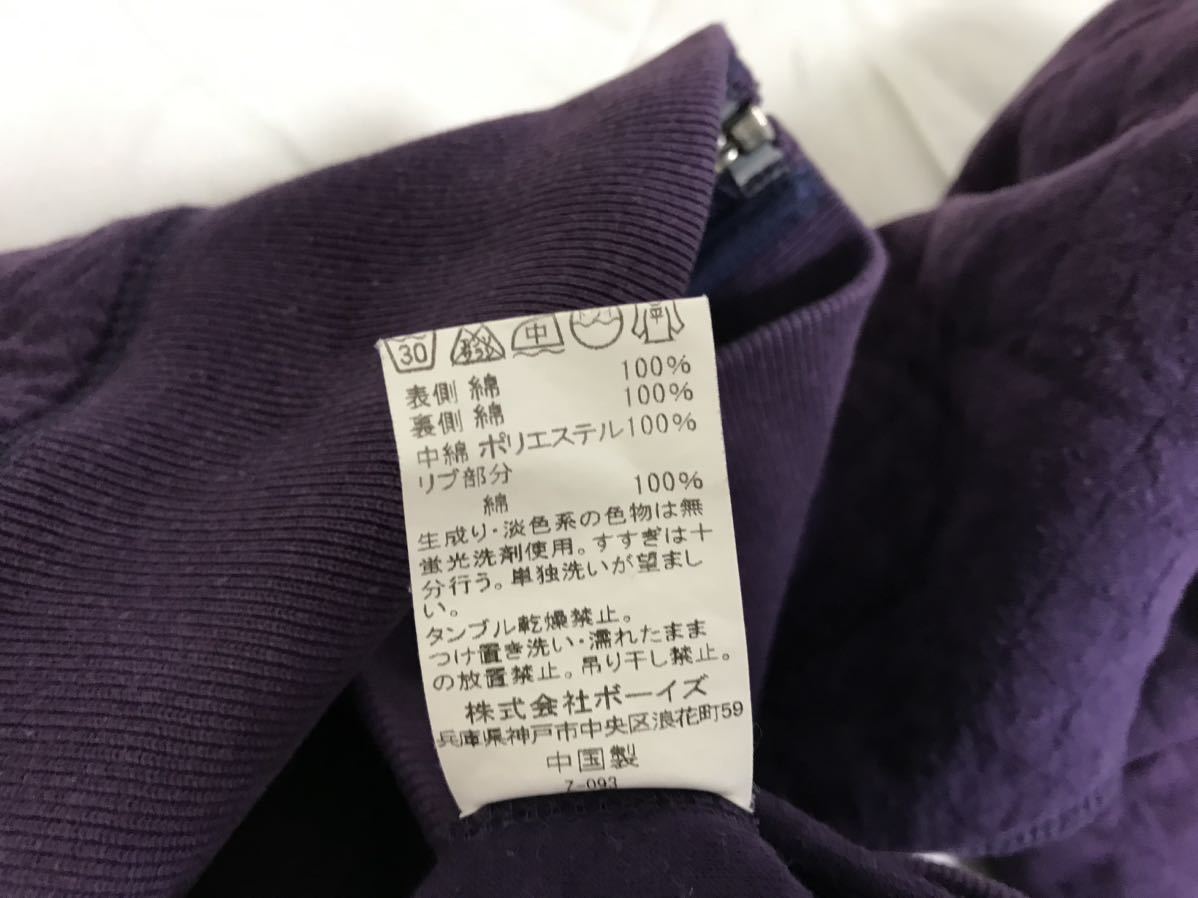 30 中 平
表側 綿 100%
裏側 綿 100%
中綿 ポリエステル100%
リブ部分
綿 100%
生成り・淡色系の色物は無
蛍光洗剤使用。すすぎは十
分行う。単独洗いが望まし
い。
タンブル乾燥禁止。
つけ置き洗い・濡れたまま
の放置禁止。吊り干し禁止。
株式会社ボーイズ
兵庫県神戸市中央区浪花町59
中国製
7-093